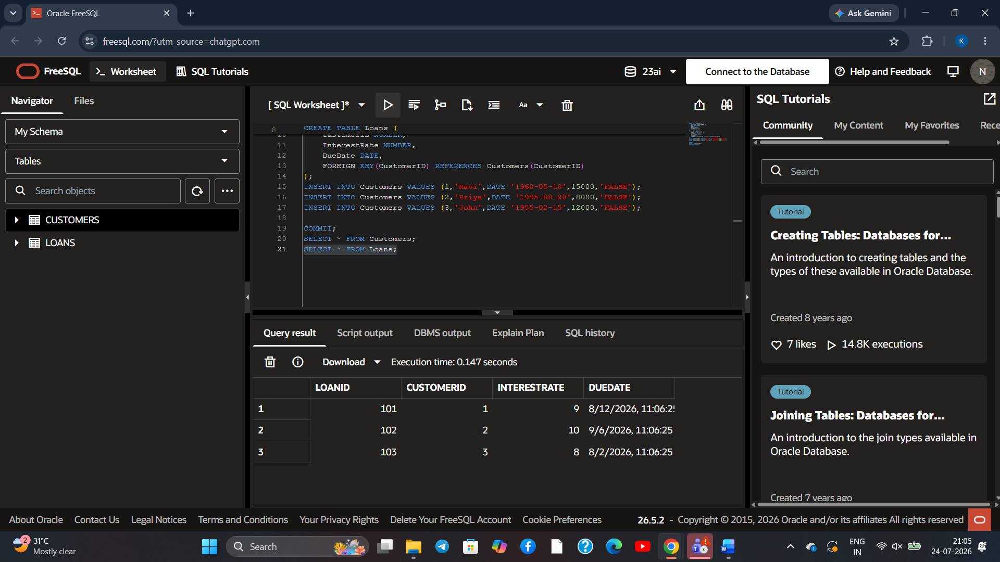 Oracle FreeSQL
Ask Gemini
freesql.com/?utm_source=chatgpt.com
K
FreeSQL
Worksheet
SQL Tutorials
23ai
Connect to the Database
Help and Feedback
N
Navigator
Files
My Schema
Tables
Search objects
CUSTOMERS
LOANS
[ SQL Worksheet ]*
Aa
8 CREATE TABLE Loans (
10 CustomerID NUMBER,
11 InterestRate NUMBER,
12 DueDate DATE,
13 FOREIGN KEY(CustomerID) REFERENCES Customers(CustomerID)
14 );
15 INSERT INTO Customers VALUES (1,'Ravi',DATE '1960-05-10',15000,'FALSE');
16 INSERT INTO Customers VALUES (2,'Priya',DATE '1995-08-20',8000,'FALSE');
17 INSERT INTO Customers VALUES (3,'John',DATE '1955-02-15',12000,'FALSE');
18
19 COMMIT;
20 SELECT * FROM Customers;
21 SELECT * FROM Loans;
Query result
Script output
DBMS output
Explain Plan
SQL history
Download
Execution time: 0.147 seconds
LOANID CUSTOMERID INTERESTRATE DUEDATE
1 101 1 9 8/12/2026, 11:06:25
2 102 2 10 9/6/2026, 11:06:25
3 103 3 8 8/2/2026, 11:06:25
SQL Tutorials
Community
My Content
My Favorites
Rece
Search
Tutorial
Creating Tables: Databases for...
An introduction to creating tables and the
types of these available in Oracle Database.
Created 8 years ago
7 likes
14.8K executions
Tutorial
Joining Tables: Databases for...
An introduction to the join types available in
Oracle Database.
Created 7 years ago
About Oracle
Contact Us
Legal Notices
Terms and Conditions
Your Privacy Rights
Delete Your FreeSQL Account
Cookie Preferences
26.5.2 - Copyright © 2015, 2026 Oracle and/or its affiliates All rights reserved
2
31°C
Mostly clear
Search
ENG
IN
21:05
24-07-2026